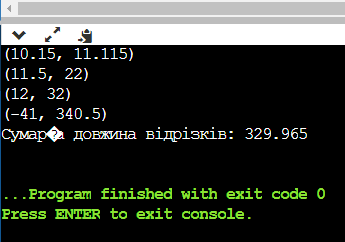 (10.15, 11.115)
(11.5, 22)
(12, 32)
(-41, 340.5)
Сумар�а довжина відрізків: 329.965
...Program finished with exit code 0
Press ENTER to exit console.